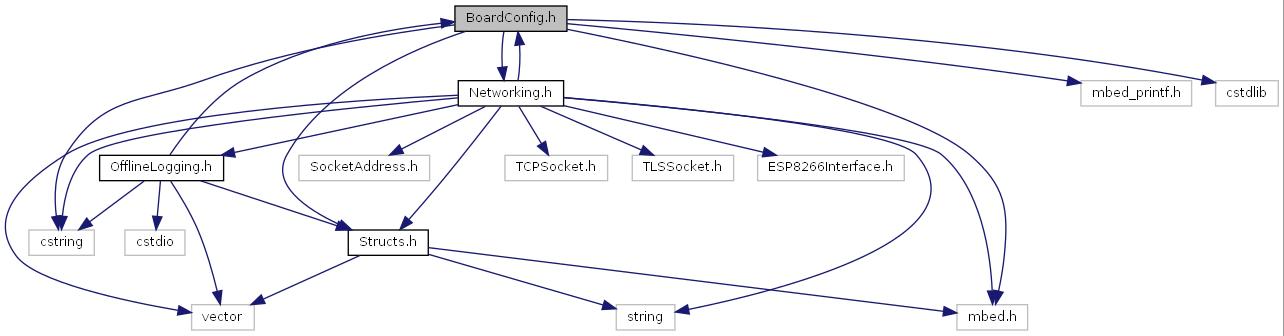 BoardConfig.h
Networking.h
mbed_printf.h
cstdlib
OfflineLogging.h
SocketAddress.h
TCPSocket.h
TLSSocket.h
ESP8266Interface.h
cstring
cstdio
Structs.h
vector
string
mbed.h